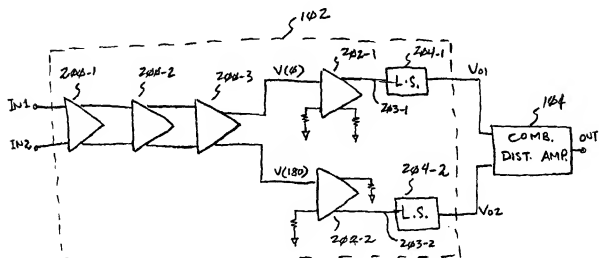 102
200-1
200-2
200-3
V(0)
202-1
204-1
L.S.
203-1
V01
IN1
IN2
104
COMB.
DIST. AMP.
OUT
V(180)
204-2
L.S.
V02
202-2
203-2